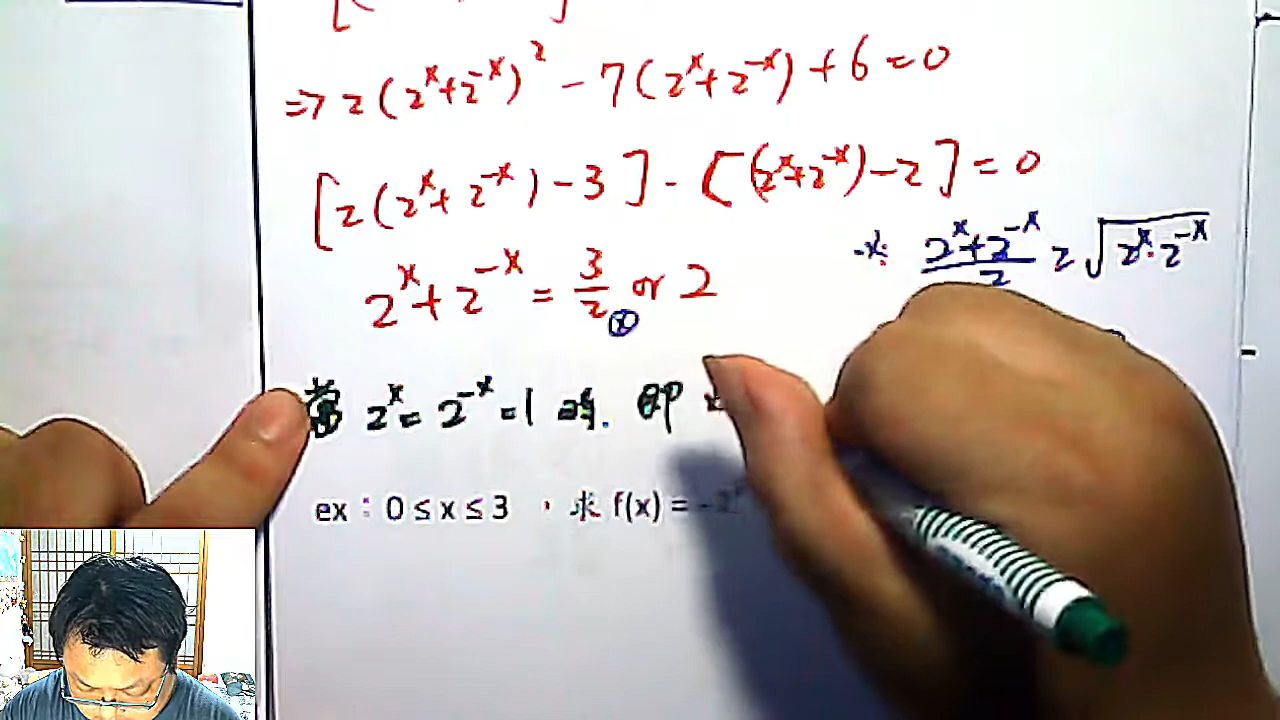 ⇒ 2(2^x+2^-x)^2 - 7(2^x+2^-x) + 6 = 0
[2(2^x+2^-x) - 3] - [(2^x+2^-x) - 2] = 0
2^x + 2^-x = 3/2 or 2
(x)
※: (2^x+2^-x)/2 ≥ √(2^x·2^-x)
當 2^x = 2^-x = 1 時. 即
ex：0 ≤ x ≤ 3 ，求 f(x) = -2